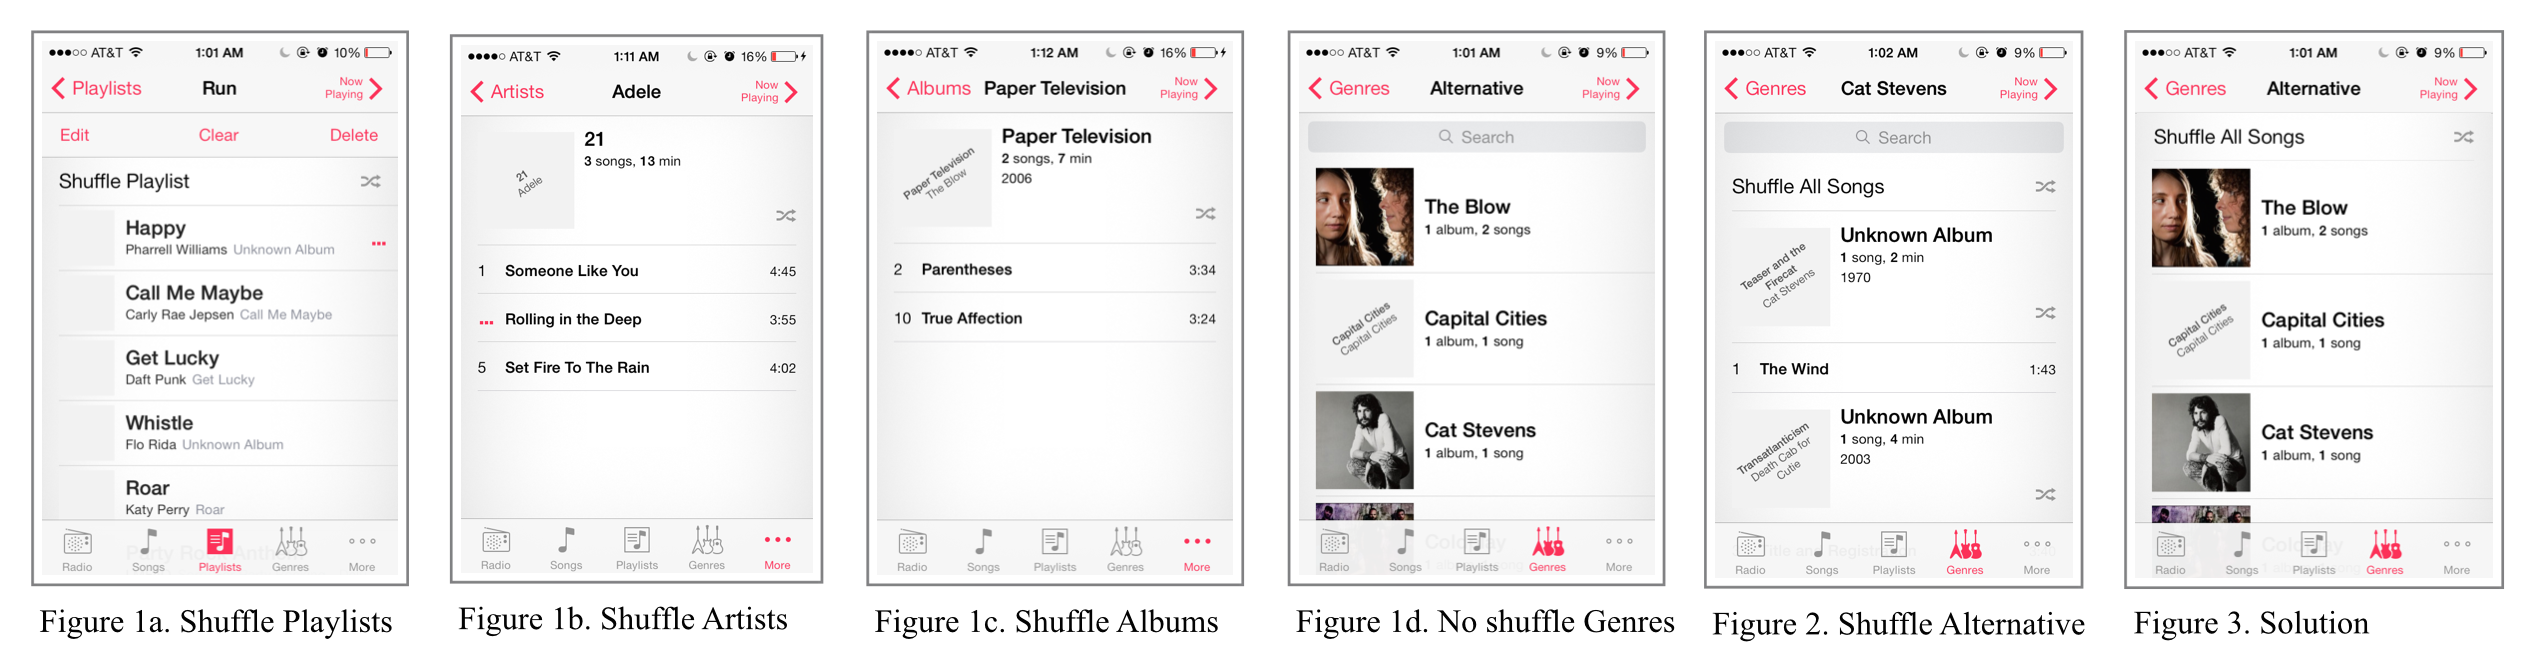 AT&T 1:01 AM 10%
Playlists Run Now Playing
Edit Clear Delete
Shuffle Playlist
Happy
Pharrell Williams Unknown Album
Call Me Maybe
Carly Rae Jepsen Call Me Maybe
Get Lucky
Daft Punk Get Lucky
Whistle
Flo Rida Unknown Album
Roar
Katy Perry Roar
Party Rock Anth
Radio Songs Playlists Genres More
Figure 1a. Shuffle Playlists
AT&T 1:11 AM 16%
Artists Adele Now Playing
21
Adele
21
3 songs, 13 min
1 Someone Like You 4:45
Rolling in the Deep 3:55
5 Set Fire To The Rain 4:02
Radio Songs Playlists Genres More
Figure 1b. Shuffle Artists
AT&T 1:12 AM 16%
Albums Paper Television Now Playing
Paper Television
The Blow
Paper Television
2 songs, 7 min
2006
2 Parentheses 3:34
10 True Affection 3:24
Radio Songs Playlists Genres More
Figure 1c. Shuffle Albums
AT&T 1:01 AM 9%
Genres Alternative Now Playing
Search
The Blow
1 album, 2 songs
Capital Cities
Capital Cities
Capital Cities
1 album, 1 song
Cat Stevens
1 album, 1 song
Coldplay
Radio Songs Playlists Genres More
Figure 1d. No shuffle Genres
AT&T 1:02 AM 9%
Genres Cat Stevens Now Playing
Search
Shuffle All Songs
Teaser and the
Firecat
Cat Stevens
Unknown Album
1 song, 2 min
1970
1 The Wind 1:43
Transatlanticism
Death Cab for
Cutie
Unknown Album
1 song, 4 min
2003
Title and Registration
Radio Songs Playlists Genres More
Figure 2. Shuffle Alternative
AT&T 1:01 AM 9%
Genres Alternative Now Playing
Shuffle All Songs
The Blow
1 album, 2 songs
Capital Cities
Capital Cities
Capital Cities
1 album, 1 song
Cat Stevens
1 album, 1 song
Coldplay
Radio Songs Playlists Genres More
Figure 3. Solution